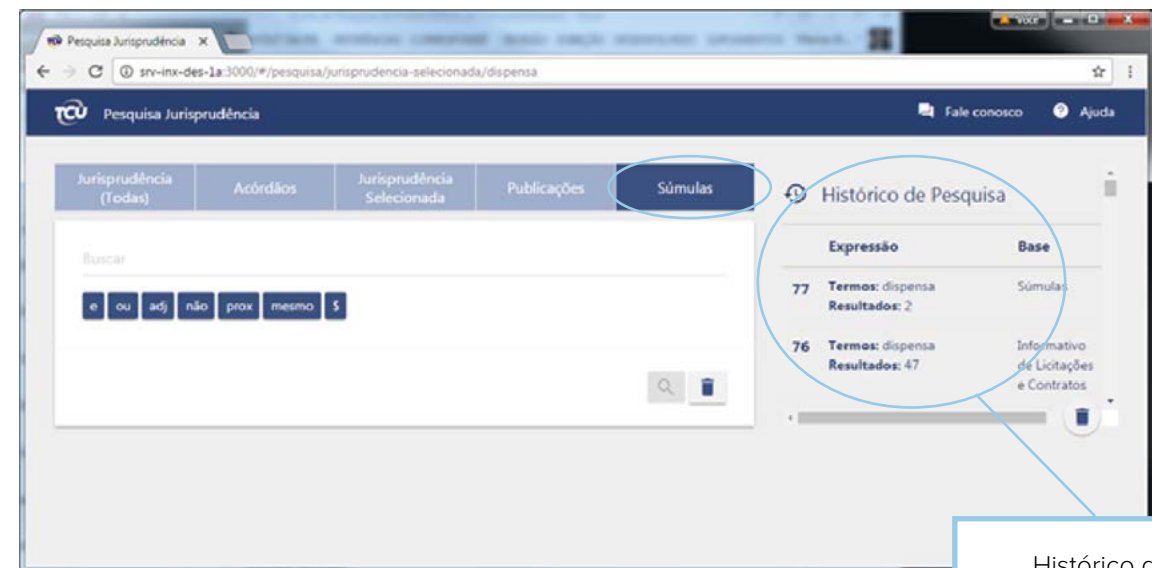 Você
Pesquisa Jurisprudência
srv-inx-des-1a:3000/#/pesquisa/jurisprudencia-selecionada/dispensa
TCU Pesquisa Jurisprudência
Fale conosco
Ajuda
Jurisprudência (Todas)
Acórdãos
Jurisprudência Selecionada
Publicações
Súmulas
Buscar
e ou adj não prox mesmo $
Histórico de Pesquisa
Expressão Base
77 Termos: dispensa Súmulas
Resultados: 2
76 Termos: dispensa Informativo
Resultados: 47 de Licitações
e Contratos
Histórico